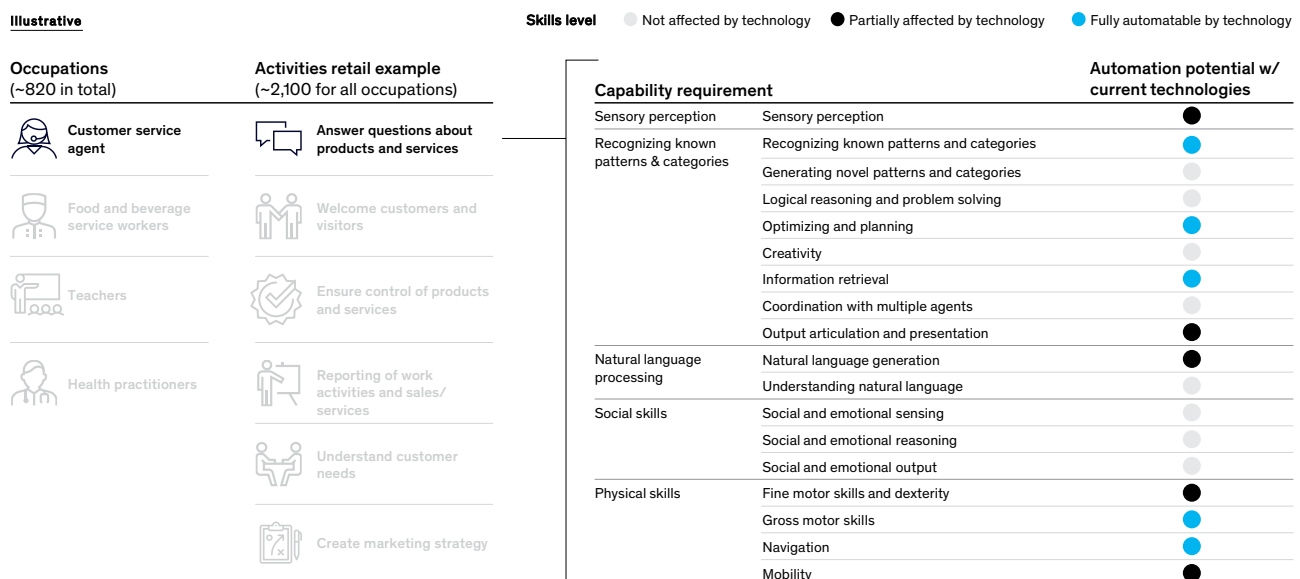 Illustrative
Skills level
Not affected by technology
Partially affected by technology
Fully automatable by technology
Occupations
(~820 in total)
Customer service
agent
Food and beverage
service workers
Teachers
Health practitioners
Activities retail example
(~2,100 for all occupations)
Answer questions about
products and services
Welcome customers and
visitors
Ensure control of products
and services
Reporting of work
activities and sales/
services
Understand customer
needs
Create marketing strategy
Capability requirement
Automation potential w/
current technologies
Sensory perception
Sensory perception
Recognizing known
patterns & categories
Recognizing known patterns and categories
Generating novel patterns and categories
Logical reasoning and problem solving
Optimizing and planning
Creativity
Information retrieval
Coordination with multiple agents
Output articulation and presentation
Natural language
processing
Natural language generation
Understanding natural language
Social skills
Social and emotional sensing
Social and emotional reasoning
Social and emotional output
Physical skills
Fine motor skills and dexterity
Gross motor skills
Navigation
Mobility